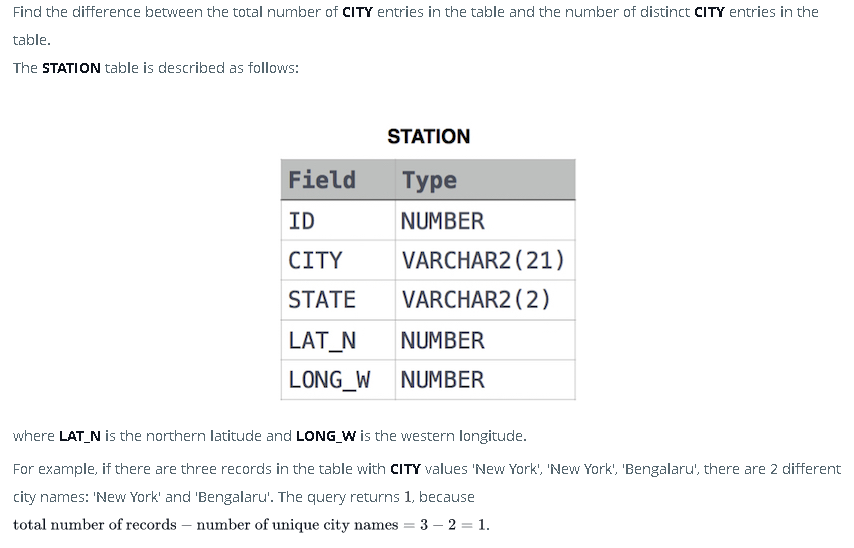 Find the difference between the total number of CITY entries in the table and the number of distinct CITY entries in the
table.
The STATION table is described as follows:
STATION
Field Type
ID NUMBER
CITY VARCHAR2(21)
STATE VARCHAR2(2)
LAT_N NUMBER
LONG_W NUMBER
where LAT_N is the northern latitude and LONG_W is the western longitude.
For example, if there are three records in the table with CITY values 'New York', 'New York', 'Bengalaru', there are 2 different
city names: 'New York' and 'Bengalaru'. The query returns 1, because
total number of records − number of unique city names = 3 − 2 = 1.